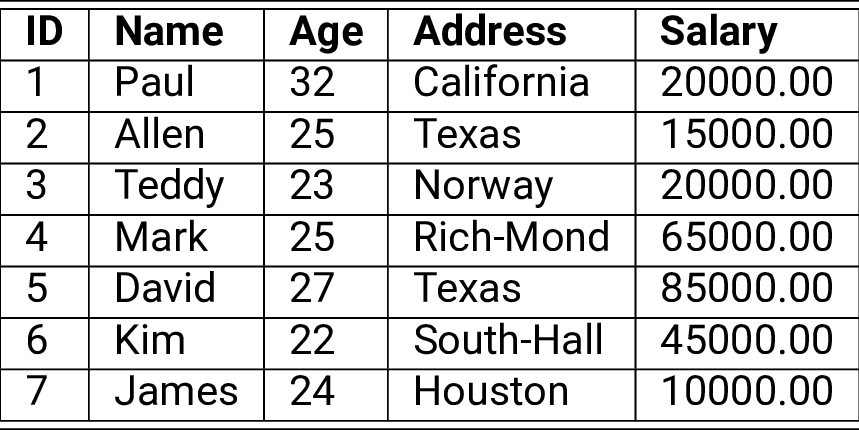 ID Name Age Address Salary
1 Paul 32 California 20000.00
2 Allen 25 Texas 15000.00
3 Teddy 23 Norway 20000.00
4 Mark 25 Rich-Mond 65000.00
5 David 27 Texas 85000.00
6 Kim 22 South-Hall 45000.00
7 James 24 Houston 10000.00